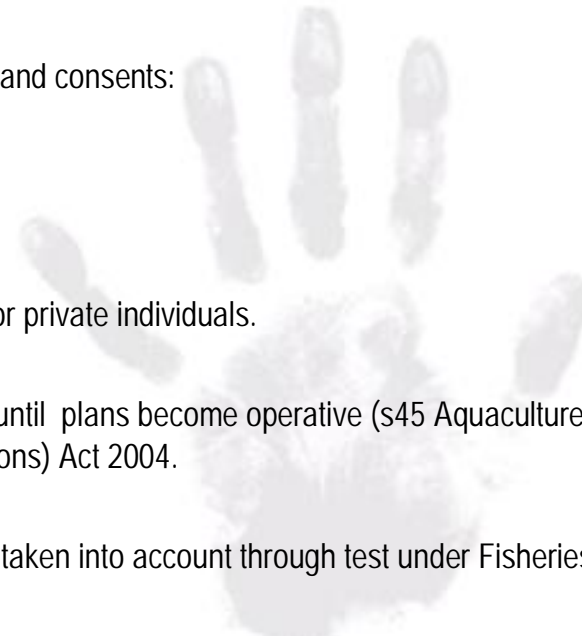 and consents:
or private individuals.
until plans become operative (s45 Aquaculture
ons) Act 2004.
taken into account through test under Fisheries